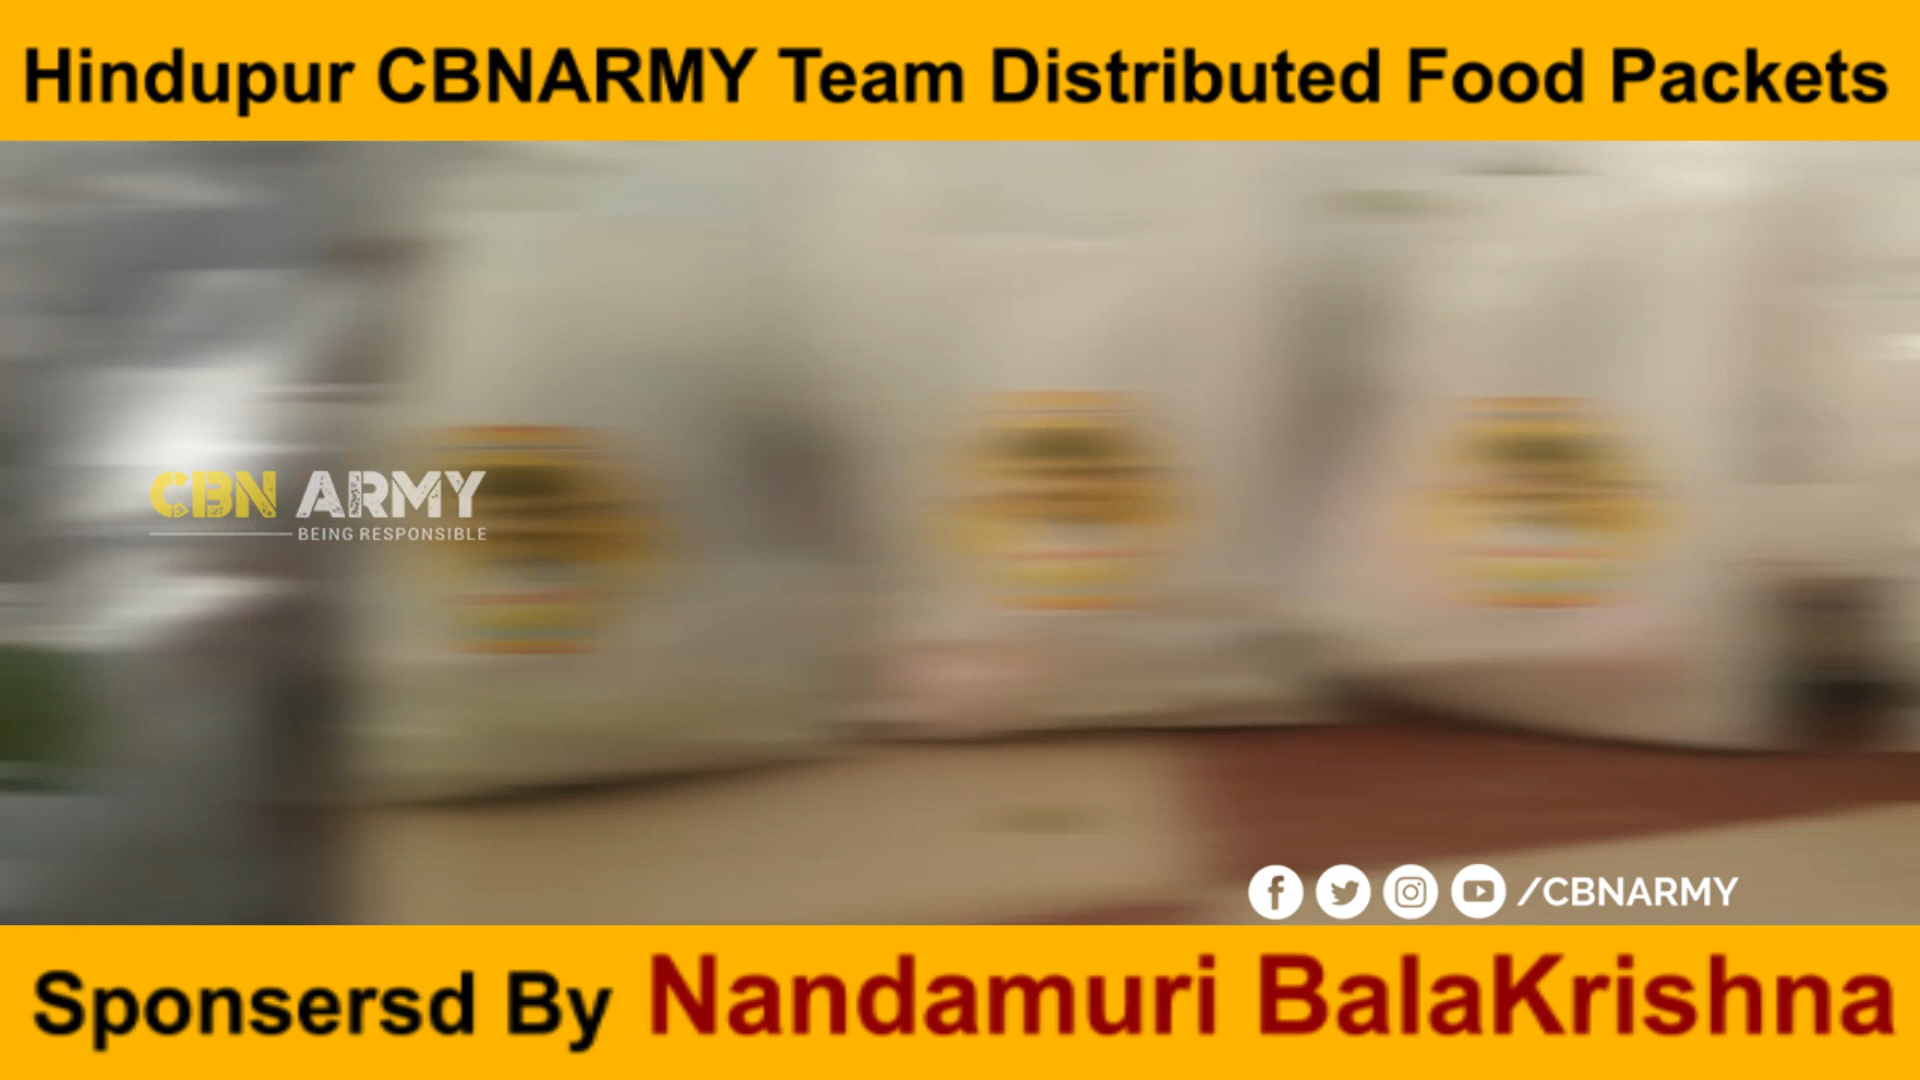 Hindupur CBNARMY Team Distributed Food Packets
CBN ARMY
BEING RESPONSIBLE
/CBNARMY
Sponsersd By Nandamuri BalaKrishna